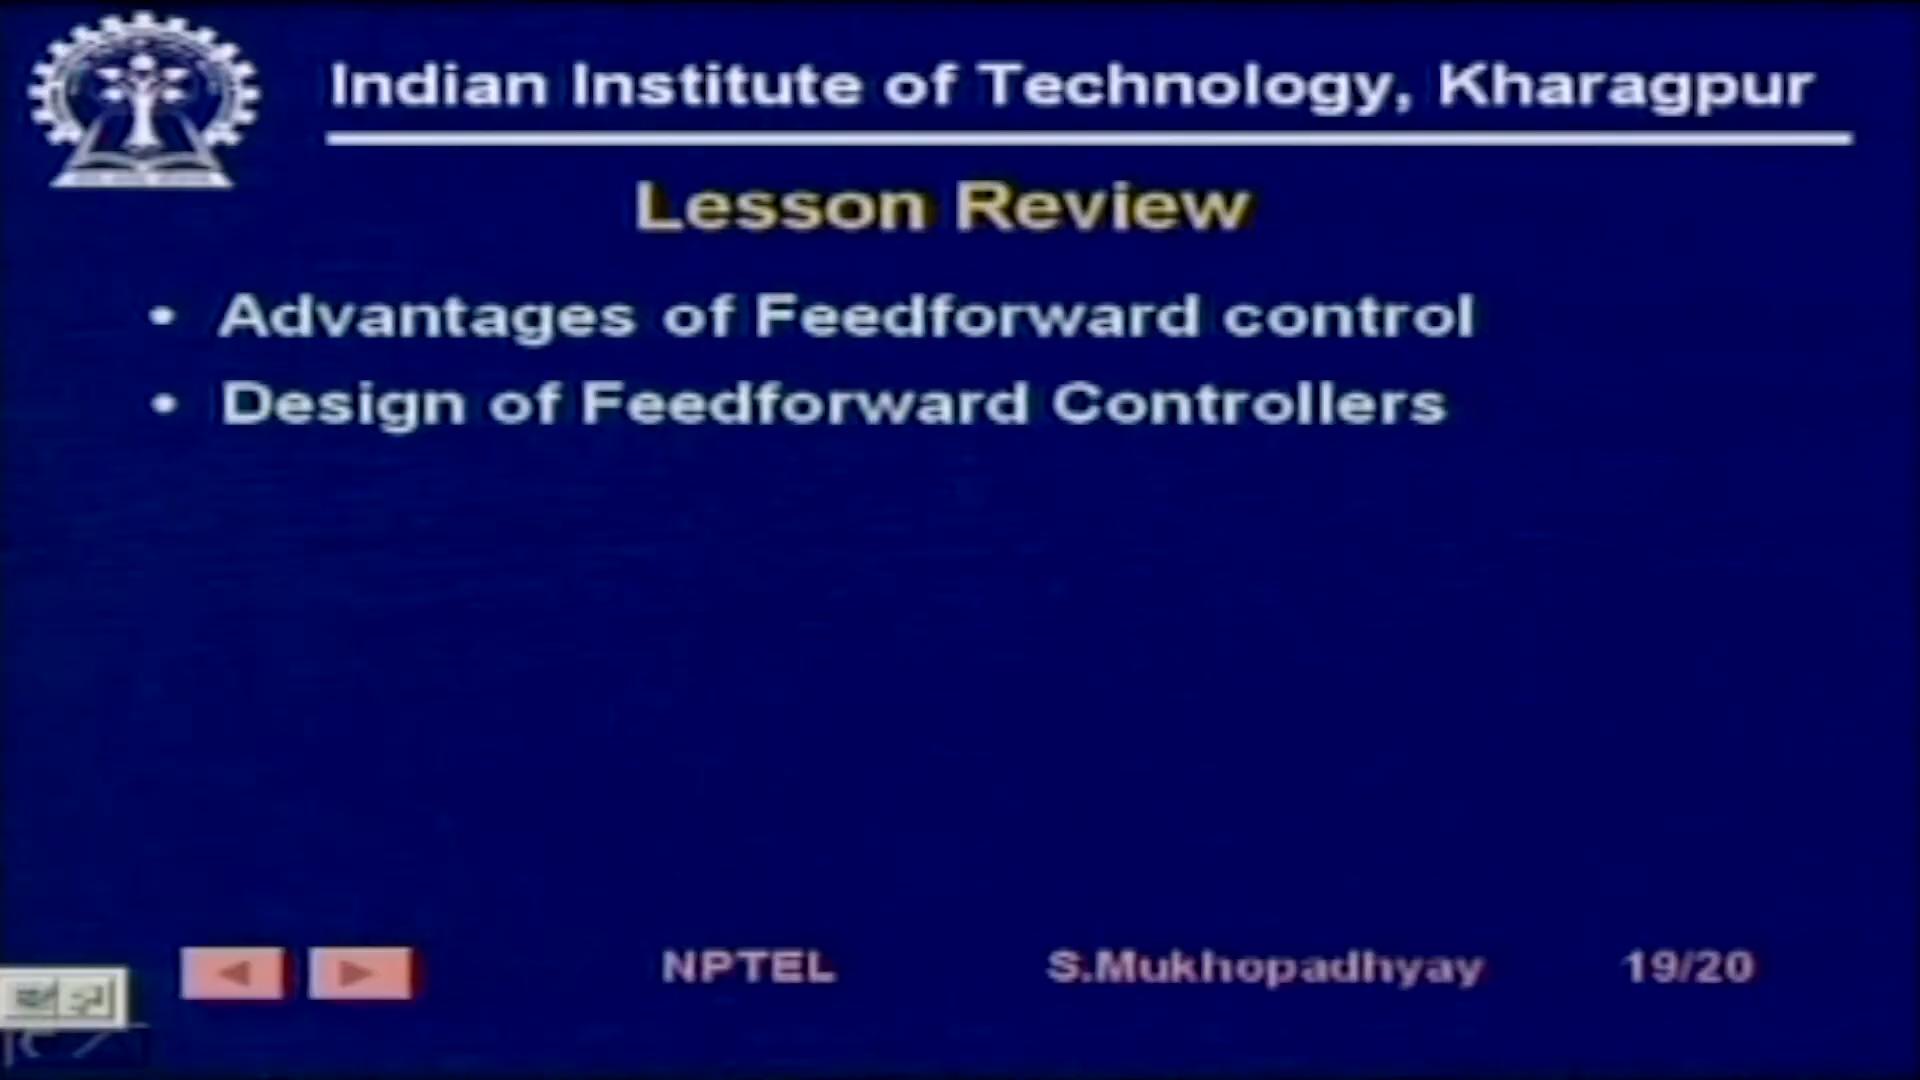 Indian Institute of Technology, Kharagpur
Lesson Review
• Advantages of Feedforward control
• Design of Feedforward Controllers
NPTEL S.Mukhopadhyay 19/20